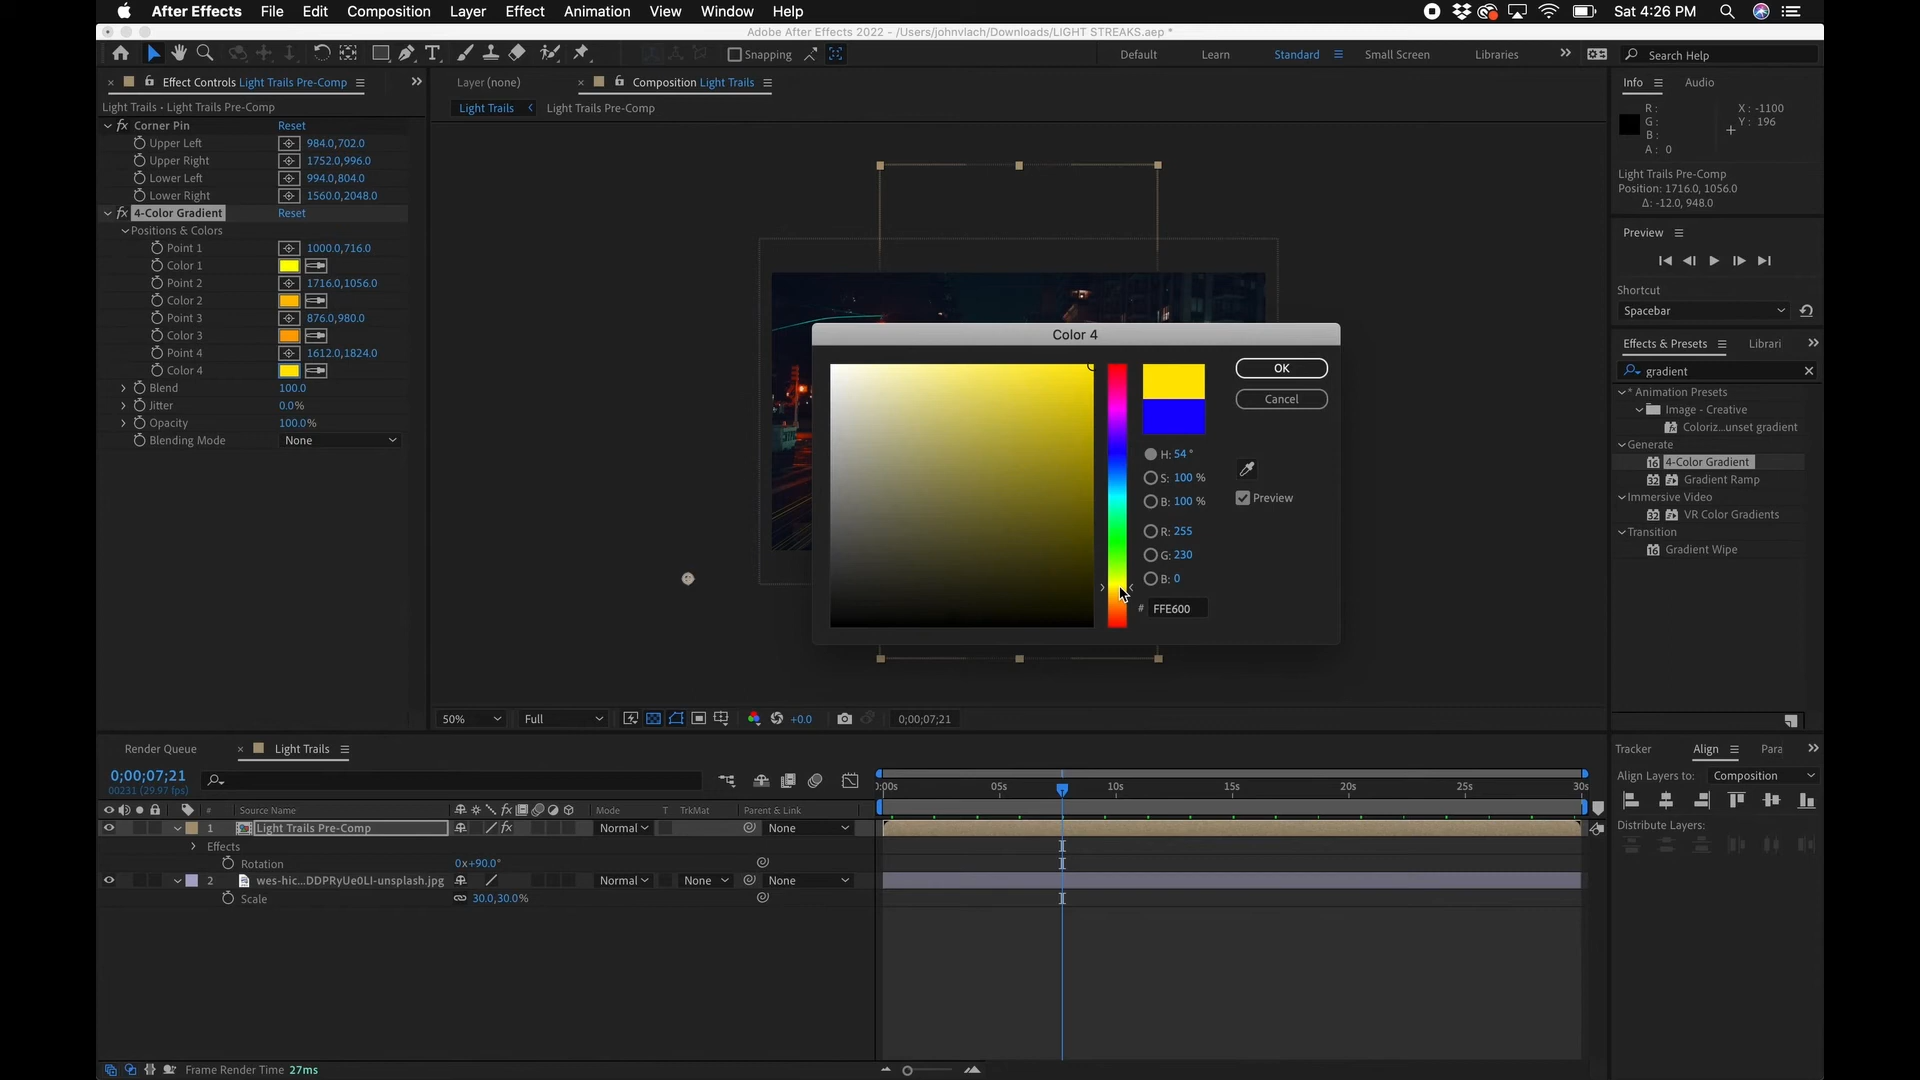 After Effects File Edit Composition Layer Effect Animation View Window Help Sat 4:26 PM
Adobe After Effects 2022 - /Users/johnvlach/Downloads/LIGHT STREAKS.aep *
Snapping Default Learn Standard Small Screen Libraries Search Help
Effect Controls Light Trails Pre-Comp
Light Trails • Light Trails Pre-Comp
fx Corner Pin Reset
Upper Left 984.0,702.0
Upper Right 1752.0,996.0
Lower Left 994.0,804.0
Lower Right 1560.0,2048.0
fx 4-Color Gradient Reset
Positions & Colors
Point 1 1000.0,716.0
Color 1
Point 2 1716.0,1056.0
Color 2
Point 3 876.0,980.0
Color 3
Point 4 1612.0,1824.0
Color 4
Blend 100.0
Jitter 0.0%
Opacity 100.0%
Blending Mode None
Layer (none) Composition Light Trails
Light Trails Light Trails Pre-Comp
Color 4
OK
Cancel
H: 54 °
S: 100 %
B: 100 %
Preview
R: 255
G: 230
B: 0
# FFE600
50% Full +0.0 0;00;07;21
Info Audio
R: X: -1100
G: Y: 196
B:
A: 0
Light Trails Pre-Comp
Position: 1716.0, 1056.0
Δ: -12.0, 948.0
Preview
Shortcut
Spacebar
Effects & Presets Librari
gradient
* Animation Presets
Image - Creative
Coloriz...unset gradient
Generate
16 4-Color Gradient
32 Gradient Ramp
Immersive Video
32 VR Color Gradients
Transition
16 Gradient Wipe
Render Queue Light Trails
0;00;07;21
00231 (29.97 fps)
# Source Name fx Mode T TrkMat Parent & Link
1 Light Trails Pre-Comp fx Normal None
Effects
Rotation 0x+90.0°
2 wes-hic...DDPRyUe0LI-unsplash.jpg Normal None None
Scale 30.0,30.0%
Frame Render Time 27ms
):00s 05s 10s 15s 20s 25s 30s
Tracker Align Para
Align Layers to: Composition
Distribute Layers: